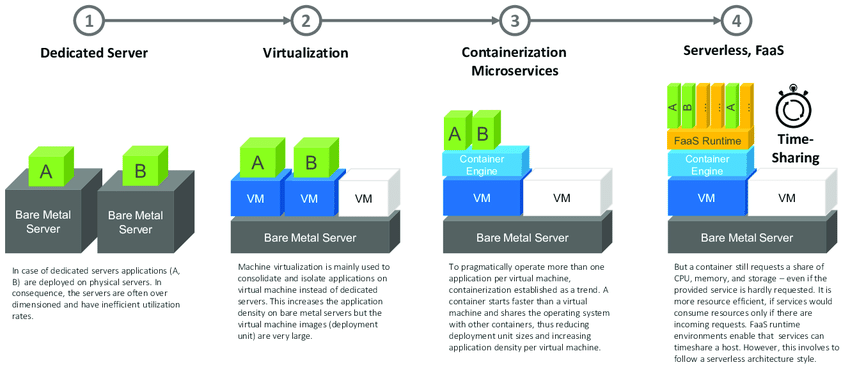 1
2
3
4
Dedicated Server
Virtualization
Containerization
Microservices
Serverless, FaaS
A
B
Bare Metal
Server
Bare Metal
Server
In case of dedicated servers applications (A,
B) are deployed on physical servers. In
consequence, the servers are often over
dimensioned and have inefficient utilization
rates.
A
B
VM
VM
VM
Bare Metal Server
Machine virtualization is mainly used to
consolidate and isolate applications on
virtual machine instead of dedicated
servers. This increases the application
density on bare metal servers but the
virtual machine images (deployment
unit) are very large.
A
B
Container
Engine
VM
VM
Bare Metal Server
To pragmatically operate more than one
application per virtual machine,
containerization established as a trend. A
container starts faster than a virtual
machine and shares the operating system
with other containers, thus reducing
deployment unit sizes and increasing
application density per virtual machine.
A
B
...
...
A
...
FaaS Runtime
Container
Engine
VM
VM
Bare Metal Server
Time-
Sharing
But a container still requests a share of
CPU, memory, and storage – even if the
provided service is hardly requested. It is
more resource efficient, if services would
consume resources only if there are
incoming requests. FaaS runtime
environments enable that services can
timeshare a host. However, this involves to
follow a serverless architecture style.